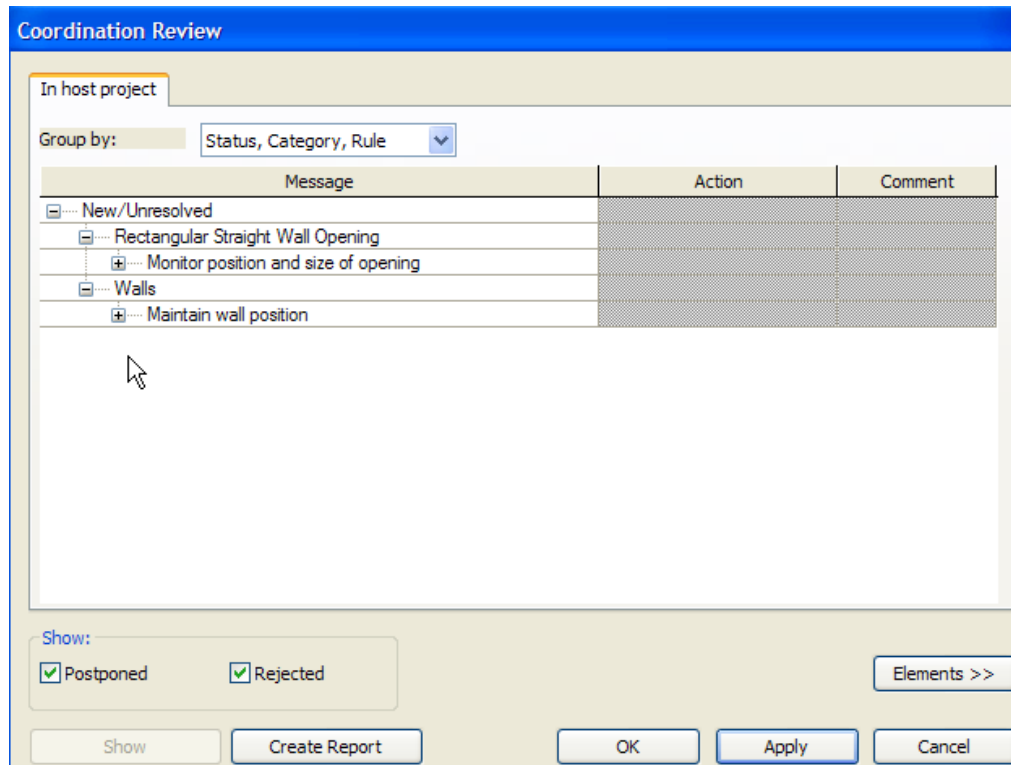 Coordination Review
In host project
Group by: Status, Category, Rule
Message Action Comment
New/Unresolved
Rectangular Straight Wall Opening
Monitor position and size of opening
Walls
Maintain wall position
Show:
Postponed Rejected Elements >>
Show Create Report OK Apply Cancel